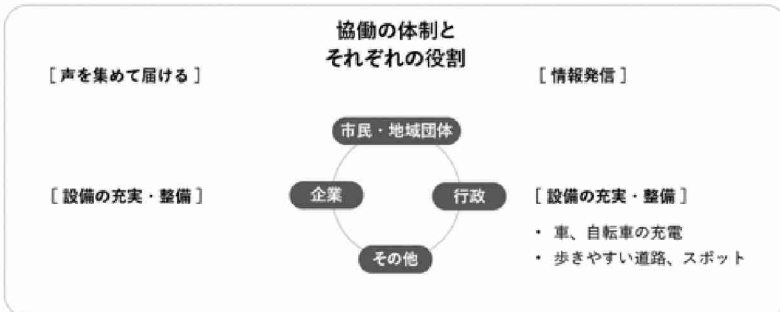 協働の体制と
それぞれの役割
[ 声を集めて届ける ]
[ 情報発信 ]
市民・地域団体
[ 設備の充実・整備 ]
企業
行政
[ 設備の充実・整備 ]
・ 車、自転車の充電
・ 歩きやすい道路、スポット
その他